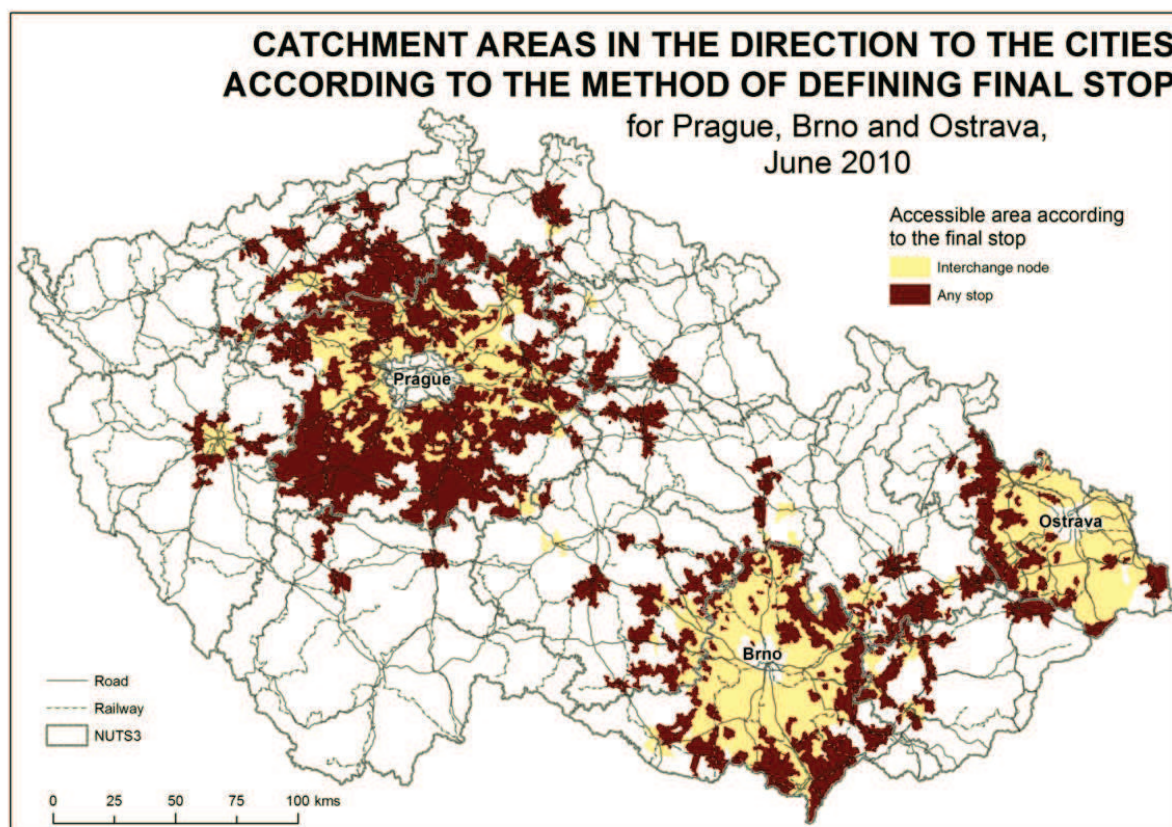 CATCHMENT AREAS IN THE DIRECTION TO THE CITIES
ACCORDING TO THE METHOD OF DEFINING FINAL STOP
for Prague, Brno and Ostrava,
June 2010
Accessible area according
to the final stop
Interchange node
Any stop
Prague
Ostrava
Brno
Road
Railway
NUTS3
0 25 50 75 100 kms